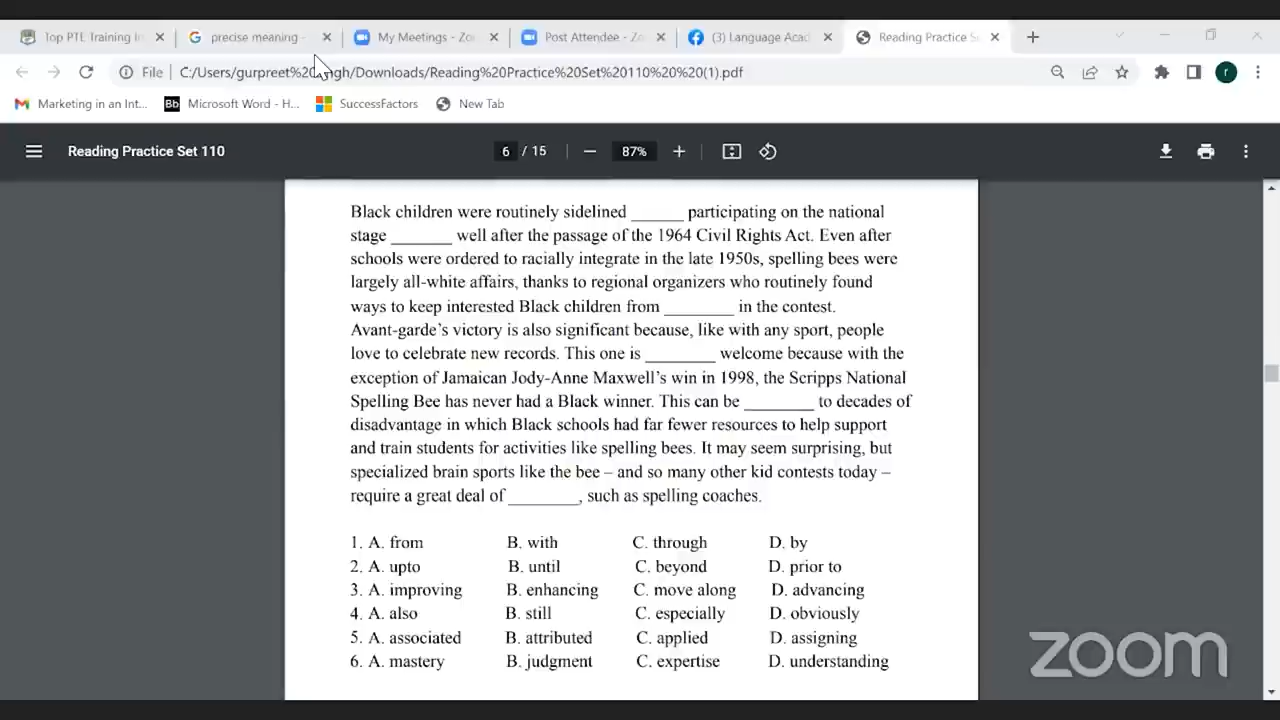 Top PTE Training In
precise meaning -
My Meetings - Zoo
Post Attendee - Zo
(3) Language Acad
Reading Practice S
File
C:/Users/gurpreet%20 ngh/Downloads/Reading%20Practice%20Set%20110%20%20(1).pdf
r
Marketing in an Int...
Bb Microsoft Word - H...
SuccessFactors
New Tab
Reading Practice Set 110
6 / 15
87%
Black children were routinely sidelined ______ participating on the national
stage _______ well after the passage of the 1964 Civil Rights Act. Even after
schools were ordered to racially integrate in the late 1950s, spelling bees were
largely all-white affairs, thanks to regional organizers who routinely found
ways to keep interested Black children from ________ in the contest.
Avant-garde’s victory is also significant because, like with any sport, people
love to celebrate new records. This one is ________ welcome because with the
exception of Jamaican Jody-Anne Maxwell’s win in 1998, the Scripps National
Spelling Bee has never had a Black winner. This can be ________ to decades of
disadvantage in which Black schools had far fewer resources to help support
and train students for activities like spelling bees. It may seem surprising, but
specialized brain sports like the bee – and so many other kid contests today –
require a great deal of ________, such as spelling coaches.
1. A. from B. with C. through D. by
2. A. upto B. until C. beyond D. prior to
3. A. improving B. enhancing C. move along D. advancing
4. A. also B. still C. especially D. obviously
5. A. associated B. attributed C. applied D. assigning
6. A. mastery B. judgment C. expertise D. understanding
zoom